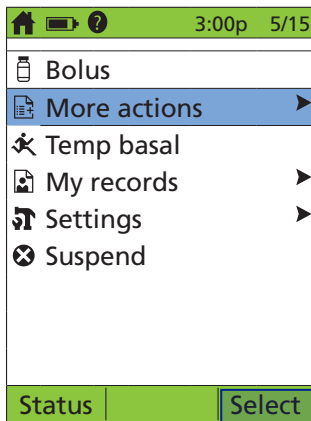 ? 3:00p 5/15
Bolus
More actions
Temp basal
My records
Settings
Suspend
Status Select